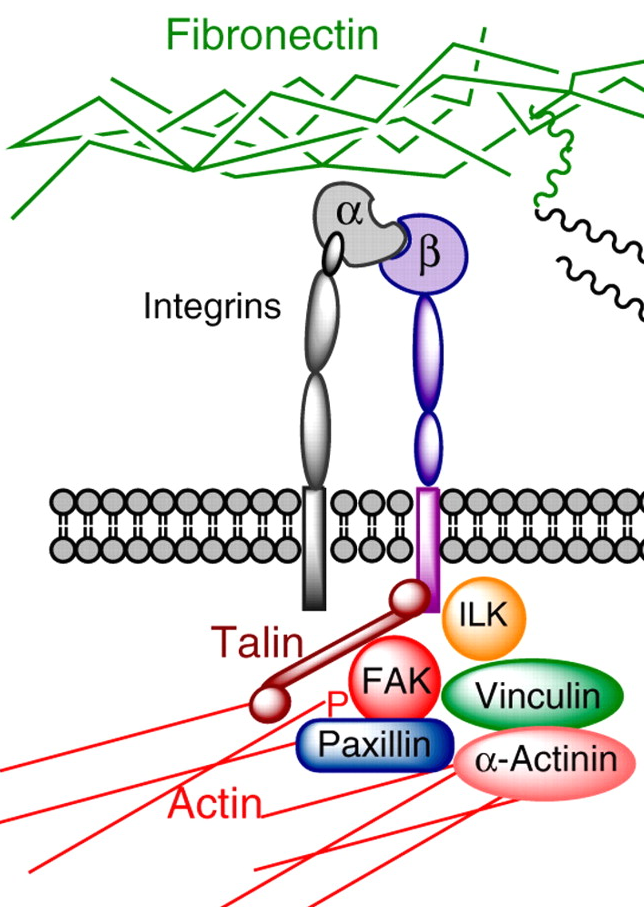 Fibronectin
α
β
Integrins
ILK
Talin
FAK
P
Vinculin
Paxillin
α-Actinin
Actin